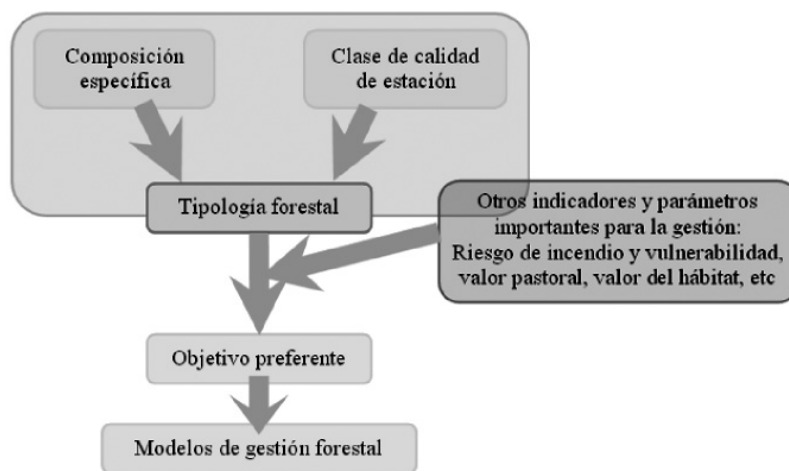 Composición
específica
Clase de calidad
de estación
Tipología forestal
Otros indicadores y parámetros
importantes para la gestión:
Riesgo de incendio y vulnerabilidad,
valor pastoral, valor del hábitat, etc
Objetivo preferente
Modelos de gestión forestal